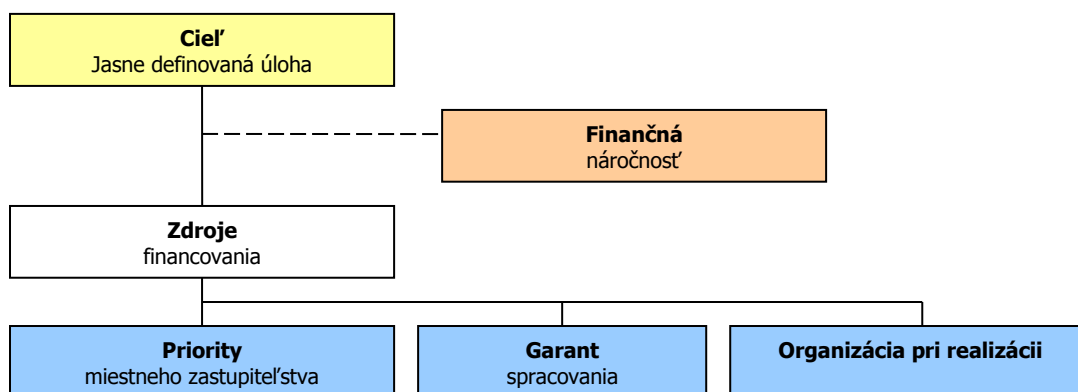 Cieľ
Jasne definovaná úloha
Finančná
náročnosť
Zdroje
financovania
Priority
miestneho zastupiteľstva
Garant
spracovania
Organizácia pri realizácii